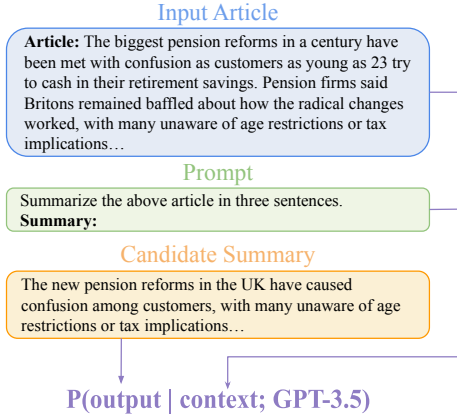 Input Article
Article: The biggest pension reforms in a century have
been met with confusion as customers as young as 23 try
to cash in their retirement savings. Pension firms said
Britons remained baffled about how the radical changes
worked, with many unaware of age restrictions or tax
implications…
Prompt
Summarize the above article in three sentences.
Summary:
Candidate Summary
The new pension reforms in the UK have caused
confusion among customers, with many unaware of age
restrictions or tax implications…
P(output | context; GPT-3.5)